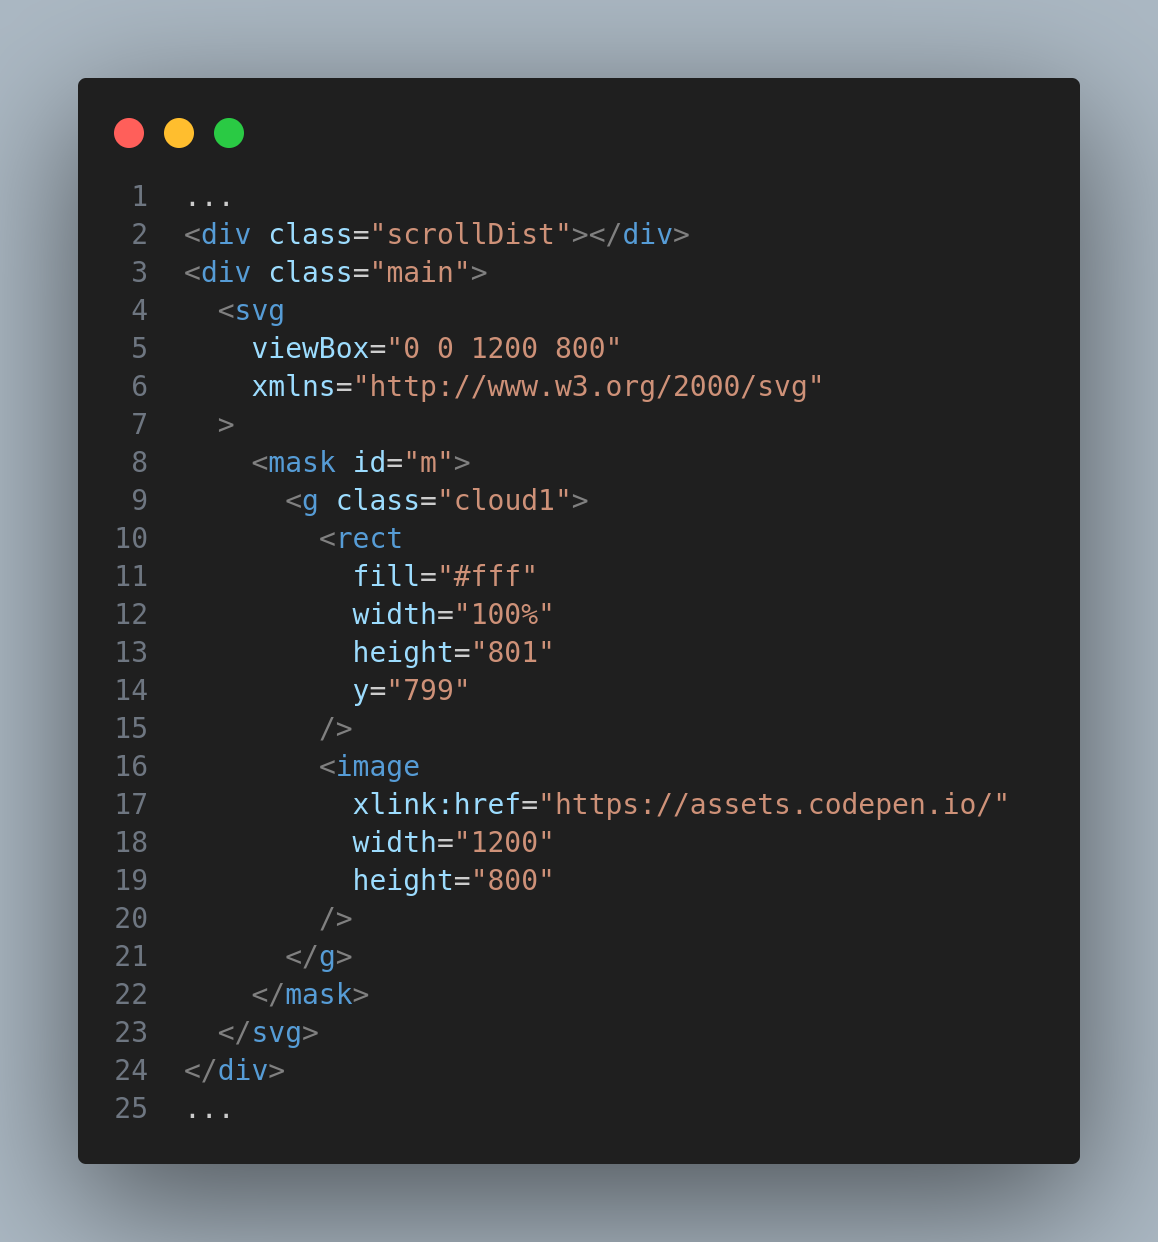 1 ...
2 <div class="scrollDist"></div>
3 <div class="main">
4   <svg
5     viewBox="0 0 1200 800"
6     xmlns="http://www.w3.org/2000/svg"
7   >
8     <mask id="m">
9       <g class="cloud1">
10         <rect
11           fill="#fff"
12           width="100%"
13           height="801"
14           y="799"
15         />
16         <image
17           xlink:href="https://assets.codepen.io/"
18           width="1200"
19           height="800"
20         />
21       </g>
22     </mask>
23   </svg>
24 </div>
25 ...